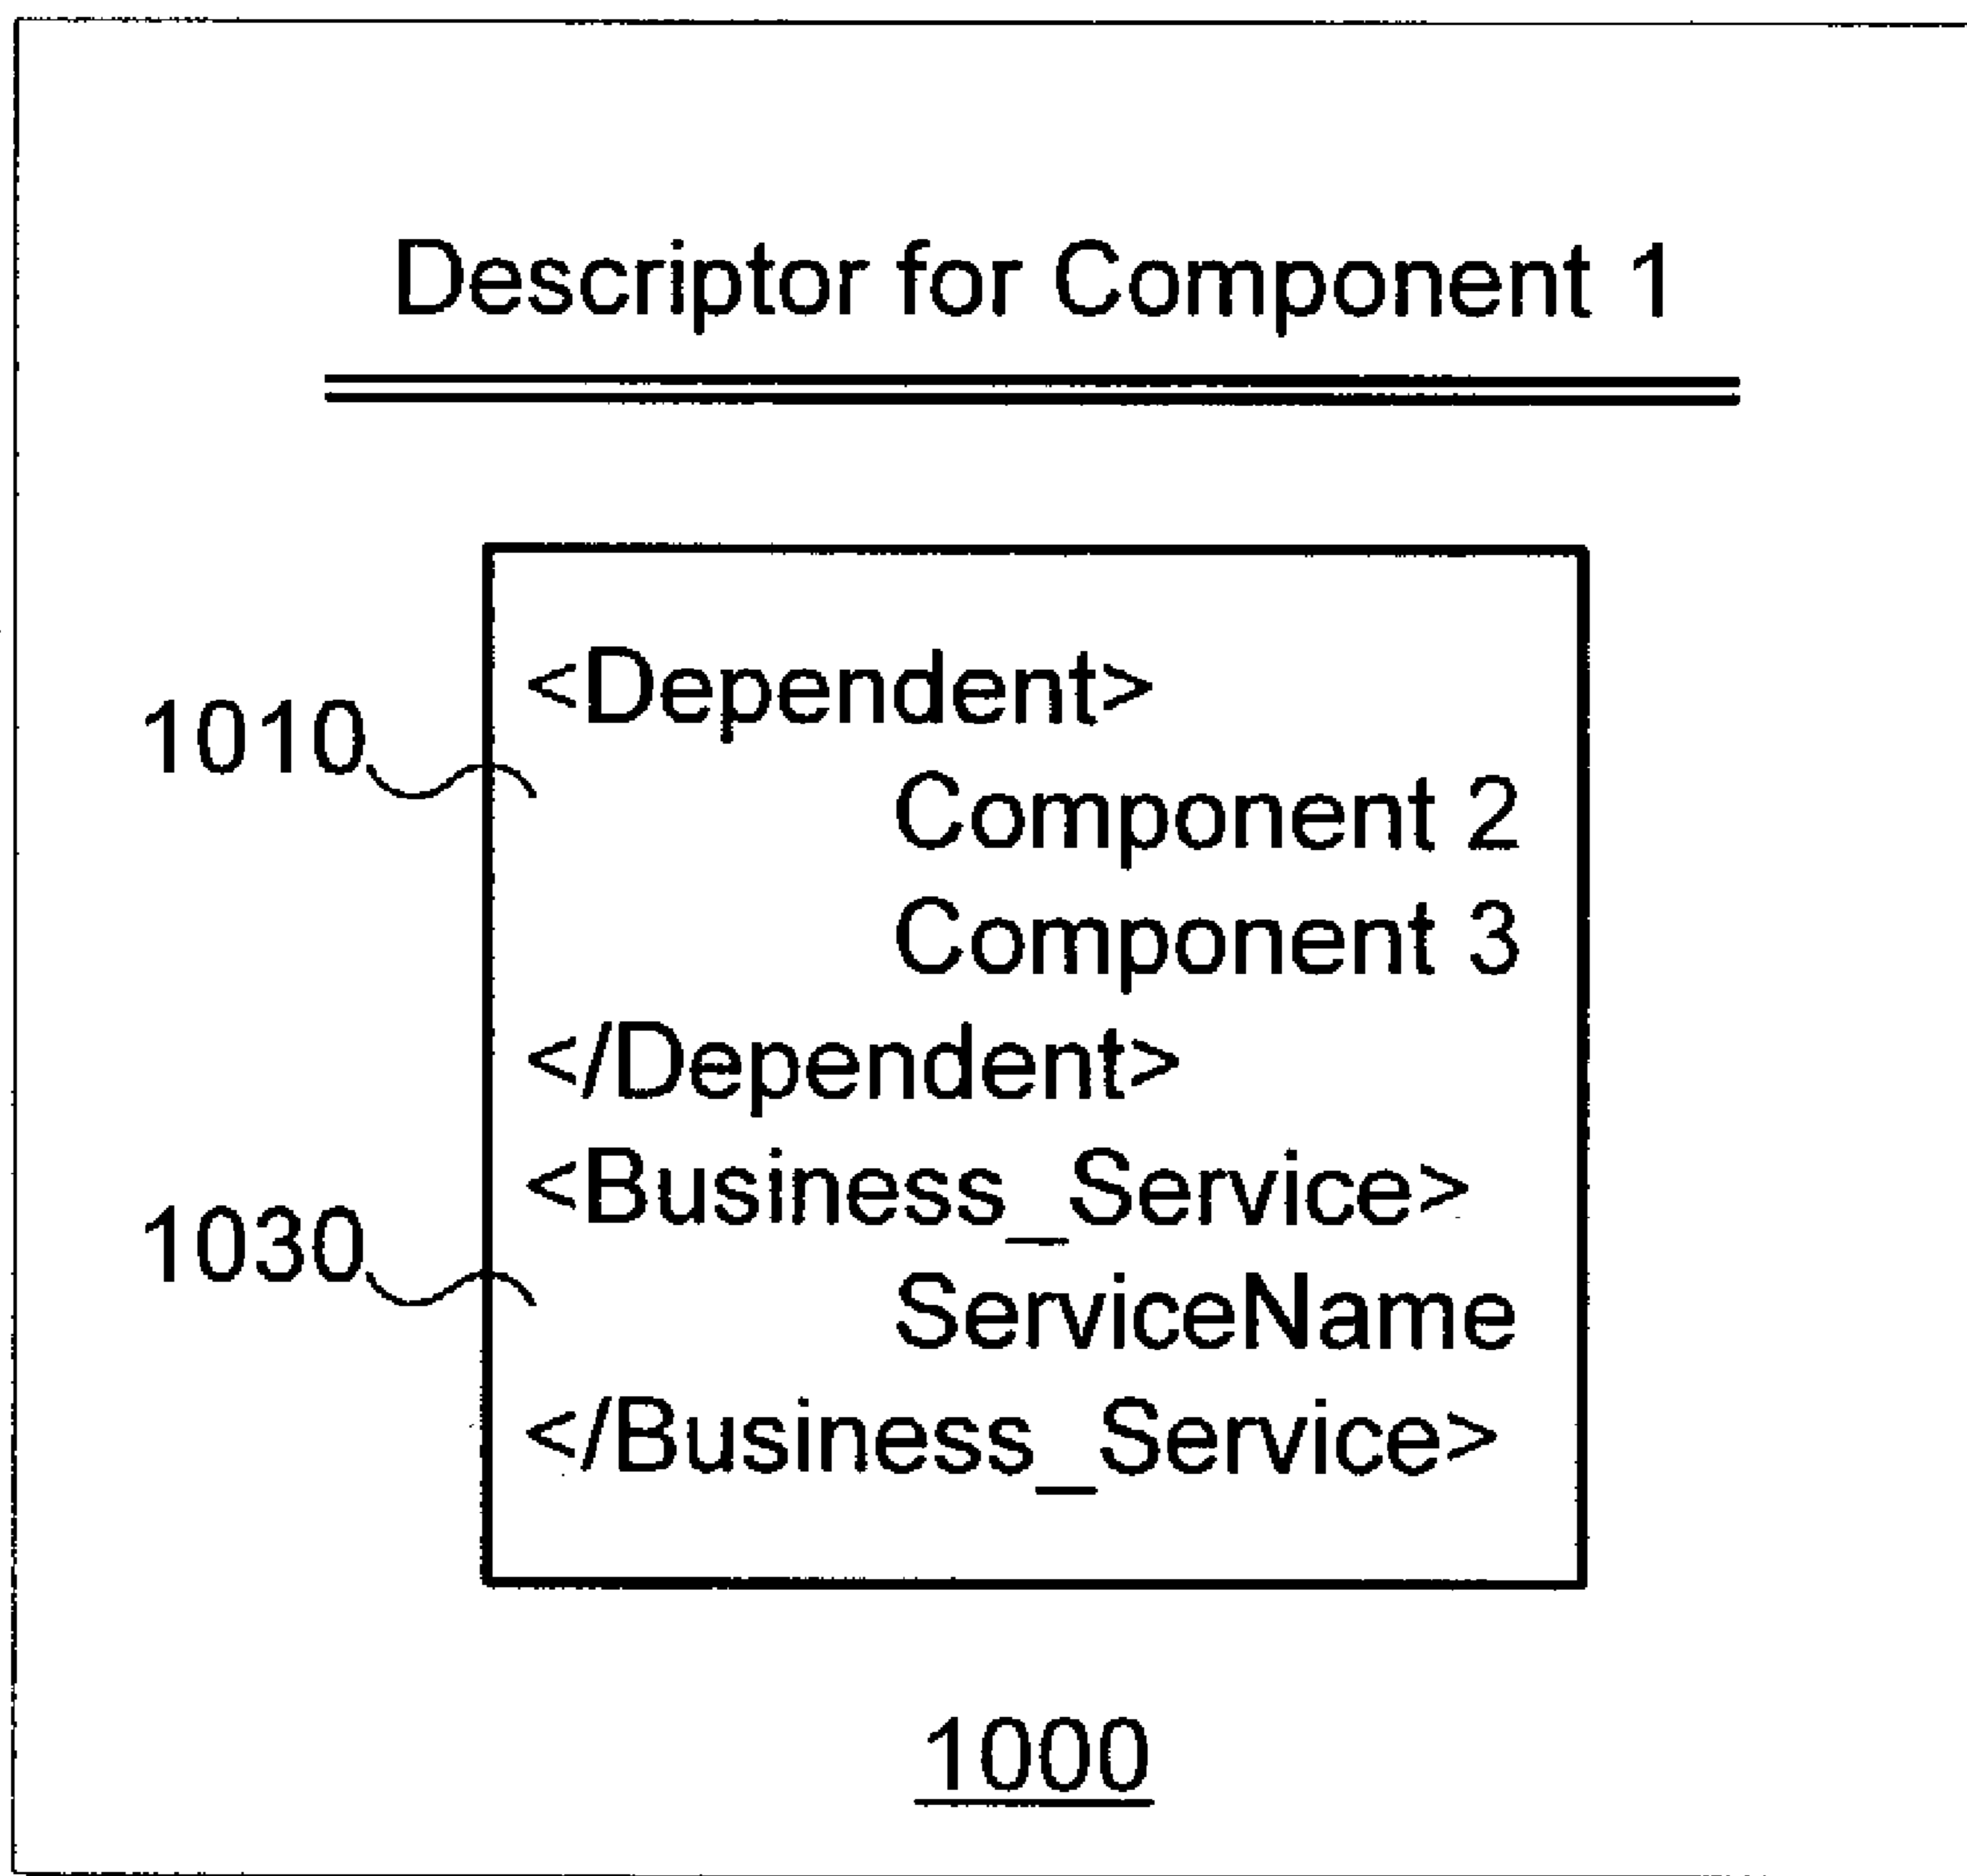 Descriptor for Component 1
<Dependent>
1010
Component 2
Component 3
</Dependent>
<Business_Service>
1030
ServiceName
</Business_Service>
1000